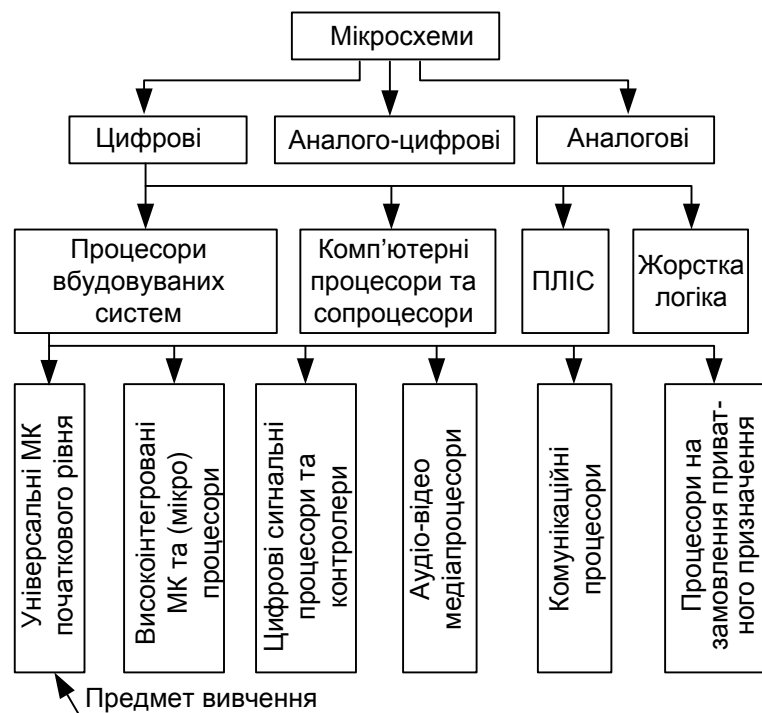 Мікросхеми
Цифрові
Аналого-цифрові
Аналогові
Процесори
вбудовуваних
систем
Комп’ютерні
процесори та
сопроцесори
ПЛІС
Жорстка
логіка
Універсальні МК
початкового рівня
Високоінтегровані
МК та (мікро)
процесори
Цифрові сигнальні
процесори та
контролери
Аудіо-відео
медіапроцесори
Комунікаційні
процесори
Процесори на
замовлення приват-
ного призначення
Предмет вивчення